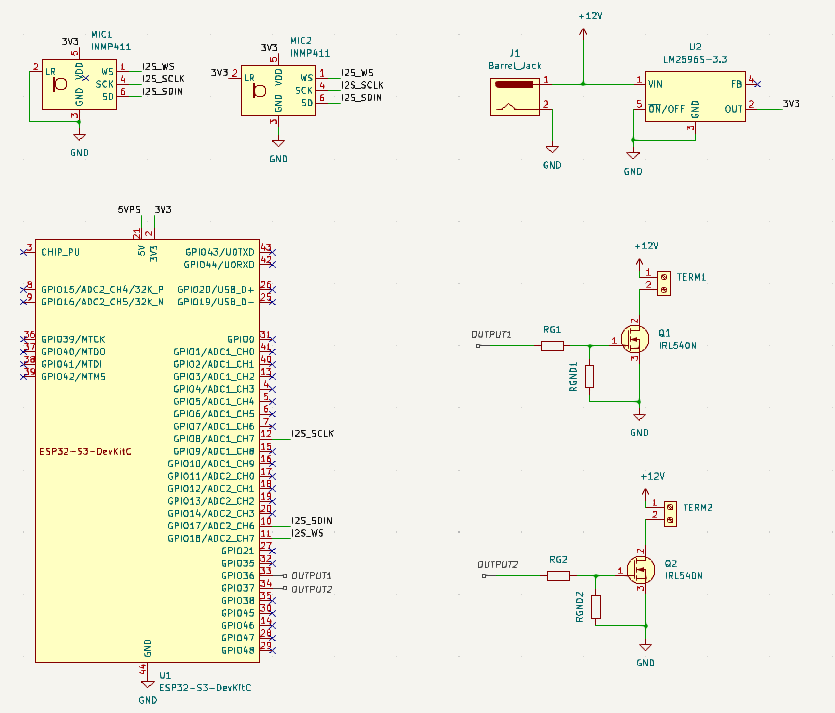 MIC1
INMP411
3V3
5
2
LR
VDD
GND
WS
1
I2S_WS
SCK
4
I2S_SCLK
SD
6
I2S_SDIN
3
GND
MIC2
INMP411
3V3
5
3V3
2
LR
VDD
GND
WS
1
I2S_WS
SCK
4
I2S_SCLK
SD
6
I2S_SDIN
3
GND
+12V
J1
Barrel_Jack
1
2
GND
U2
LM2596S-3.3
1
VIN
FB
4
5
ON/OFF
GND
OUT
2
3V3
3
GND
5VPS
3V3
21
2
5V
3V3
3
CHIP_PU
8
GPIO15/ADC2_CH4/32K_P
9
GPIO16/ADC2_CH5/32K_N
36
GPIO39/MTCK
37
GPIO40/MTDO
38
GPIO41/MTDI
39
GPIO42/MTMS
ESP32-S3-DevKitC
GPIO43/U0TXD
43
GPIO44/U0RXD
42
GPIO20/USB_D+
26
GPIO19/USB_D-
25
GPIO0
31
GPIO1/ADC1_CH0
41
GPIO2/ADC1_CH1
40
GPIO3/ADC1_CH2
13
GPIO4/ADC1_CH3
4
GPIO5/ADC1_CH4
5
GPIO6/ADC1_CH5
6
GPIO7/ADC1_CH6
7
GPIO8/ADC1_CH7
12
I2S_SCLK
GPIO9/ADC1_CH8
15
GPIO10/ADC1_CH9
16
GPIO11/ADC2_CH0
17
GPIO12/ADC2_CH1
18
GPIO13/ADC2_CH2
19
GPIO14/ADC2_CH3
20
GPIO17/ADC2_CH6
10
I2S_SDIN
GPIO18/ADC2_CH7
11
I2S_WS
GPIO21
27
GPIO35
32
GPIO36
33
OUTPUT1
GPIO37
34
OUTPUT2
GPIO38
35
GPIO45
30
GPIO46
14
GPIO47
28
GPIO48
29
GND
44
U1
ESP32-S3-DevKitC
GND
+12V
1
2
TERM1
OUTPUT1
RG1
RGND1
1
2
3
Q1
IRL540N
GND
+12V
1
2
TERM2
OUTPUT2
RG2
RGND2
1
2
3
Q2
IRL540N
GND